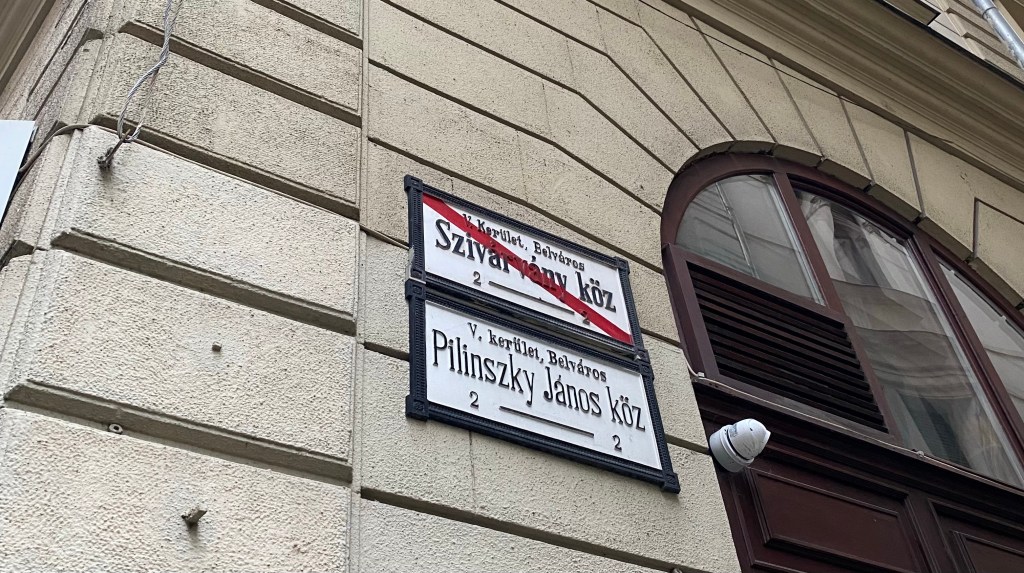 V. Kerület, Belváros
Szivárvány köz
2 — 2
V. kerület, Belváros
Pilinszky János köz
2 — 2